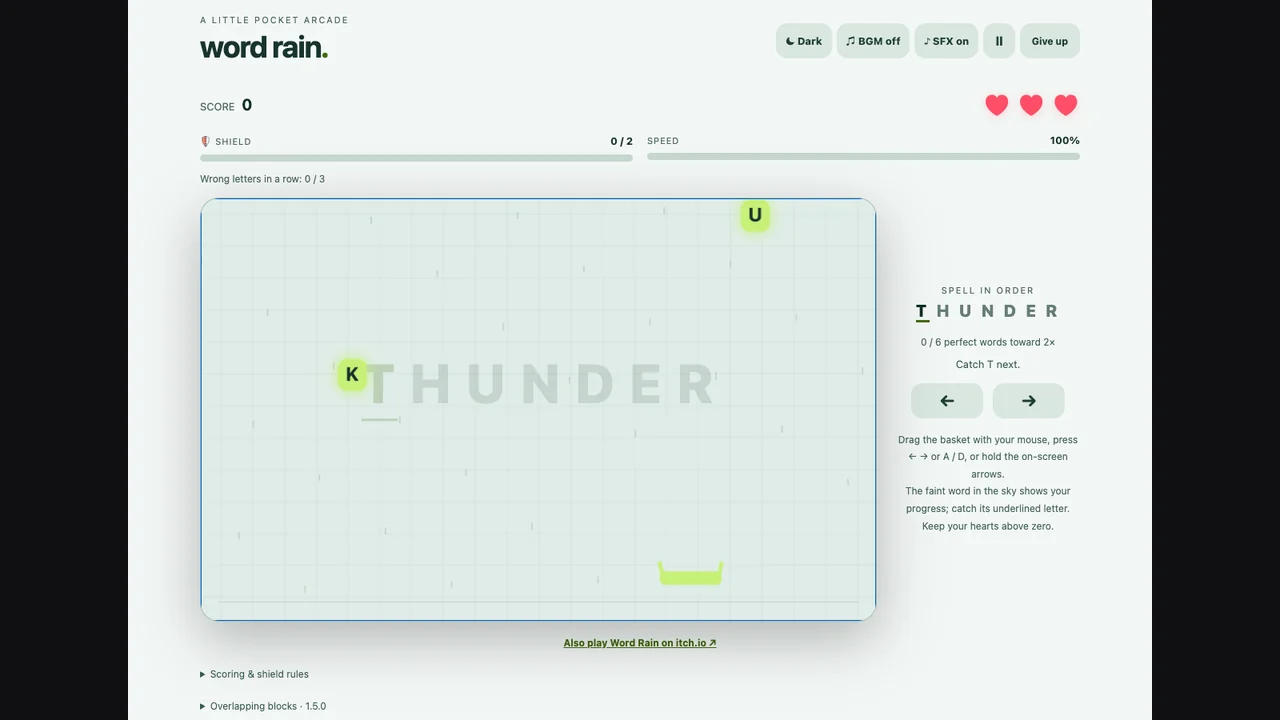 A LITTLE POCKET ARCADE
word rain.
Dark
BGM off
SFX on
Give up
SCORE 0
SHIELD 0 / 2
SPEED 100%
Wrong letters in a row: 0 / 3
U
K
THUNDER
SPELL IN ORDER
THUNDER
0 / 6 perfect words toward 2×
Catch T next.
← →
Drag the basket with your mouse, press
← → or A / D, or hold the on-screen
arrows.
The faint word in the sky shows your
progress; catch its underlined letter.
Keep your hearts above zero.
Also play Word Rain on itch.io ↗
▶ Scoring & shield rules
▶ Overlapping blocks · 1.5.0